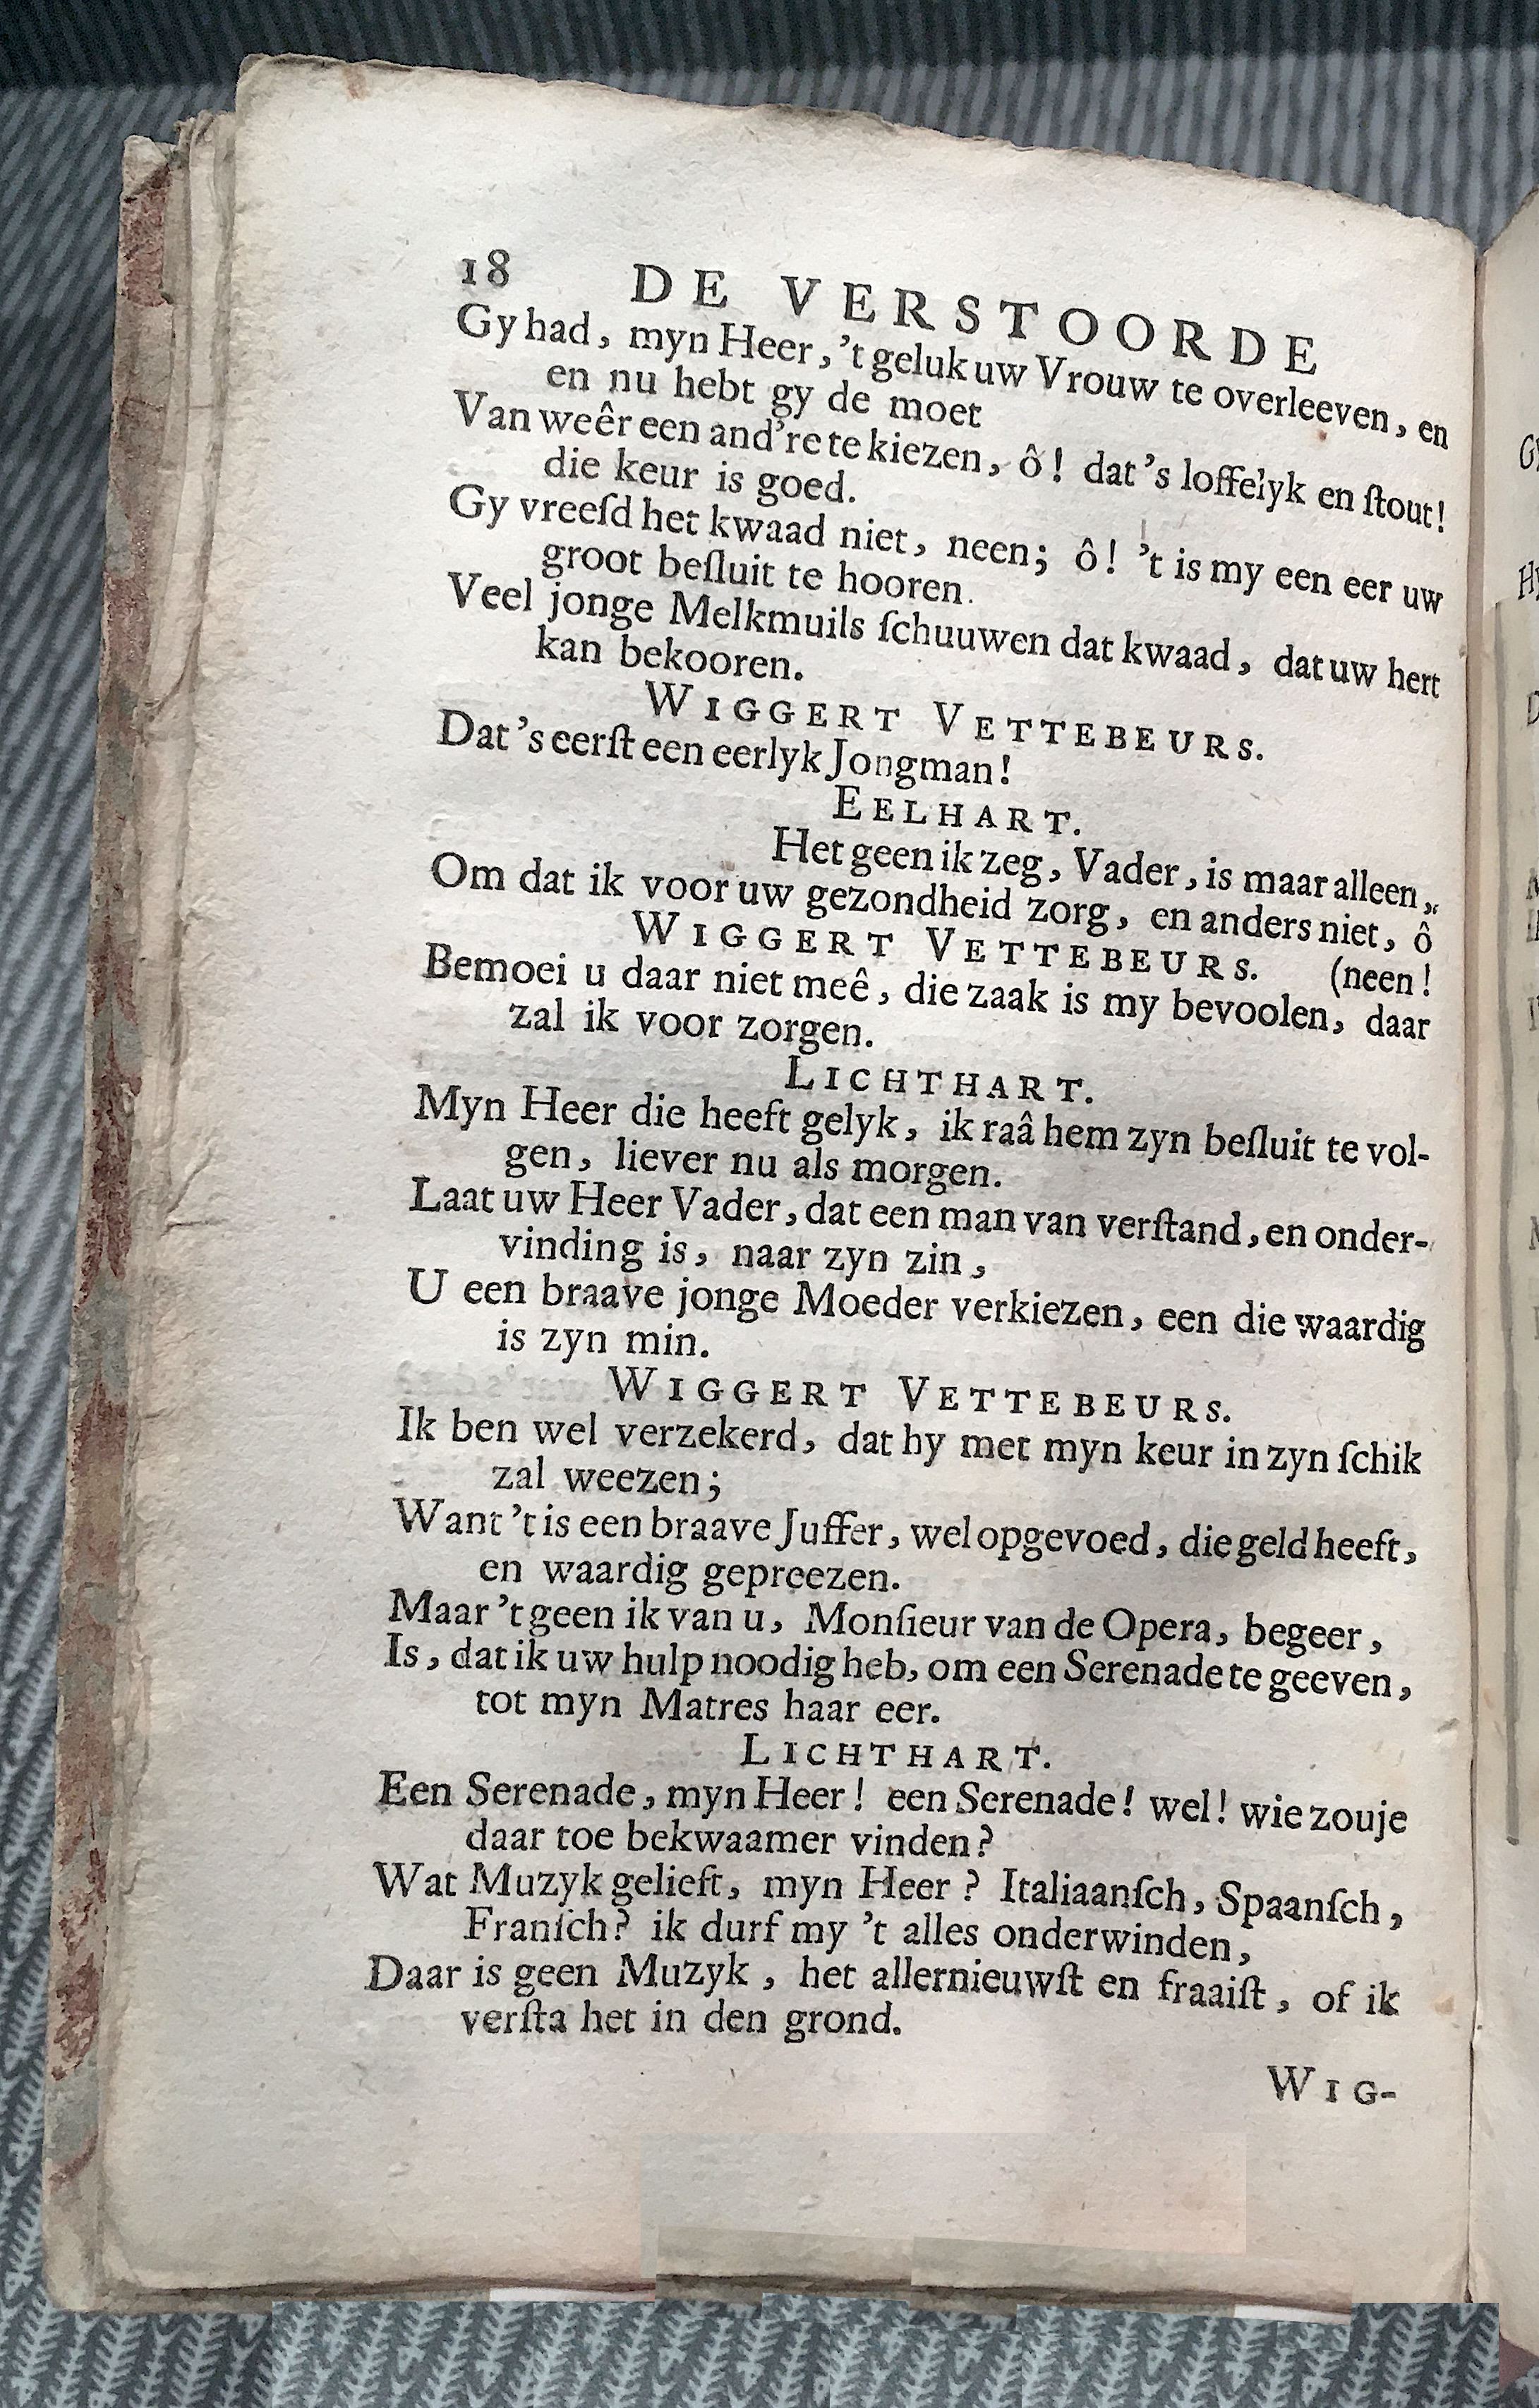 18 DE VERSTOORDE
Gy had, myn Heer, 't geluk uw Vrouw te overleeven, en
en nu hebt gy de moet
Van weêr een and're te kiezen, ô! dat's loffelyk en ſtout!
die keur is goed.
Gy vreeſd het kwaad niet, neen; ô! 't is my een eer uw
groot beſluit te hooren.
Veel jonge Melkmuils ſchuuwen dat kwaad, dat uw hert
kan bekooren.
WIGGERT VETTEBEURS.
Dat's eerſt een eerlyk Jongman!
EELHART.
Het geen ik zeg, Vader, is maar alleen,
Om dat ik voor uw gezondheid zorg, en anders niet, ô
WIGGERT VETTEBEURS. (neen!
Bemoei u daar niet meê, die zaak is my bevoolen, daar
zal ik voor zorgen.
LICHTHART.
Myn Heer die heeft gelyk, ik raâ hem zyn beſluit te vol-
gen, liever nu als morgen.
Laat uw Heer Vader, dat een man van verſtand, en onder-
vinding is, naar zyn zin,
U een braave jonge Moeder verkiezen, een die waardig
is zyn min.
WIGGERT VETTEBEURS.
Ik ben wel verzekerd, dat hy met myn keur in zyn ſchik
zal weezen;
Want 't is een braave Juffer, wel opgevoed, die geld heeft,
en waardig gepreezen.
Maar 't geen ik van u, Monſieur van de Opera, begeer,
Is, dat ik uw hulp noodig heb, om een Serenade te geeven,
tot myn Matres haar eer.
LICHTHART.
Een Serenade, myn Heer! een Serenade! wel! wie zouje
daar toe bekwaamer vinden?
Wat Muzyk gelieft, myn Heer? Italiaanſch, Spaanſch,
Franſch? ik durf my 't alles onderwinden,
Daar is geen Muzyk, het allernieuwſt en fraaiſt, of ik
verſta het in den grond.
WIG-